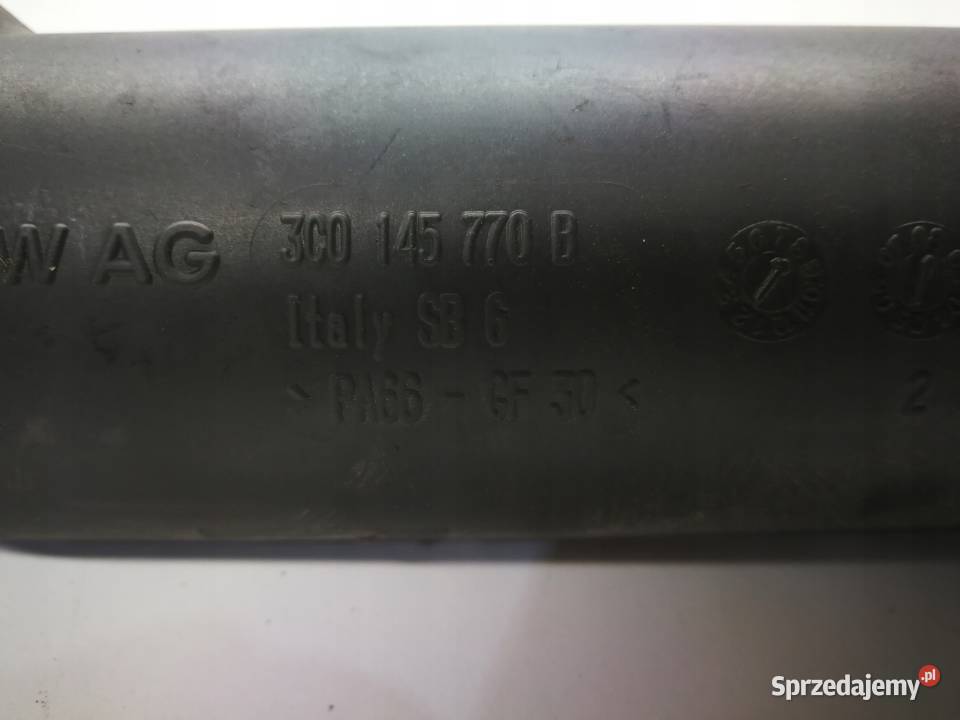 W AG 3C0 145 770 B
Italy SB 6
> PA66 - GF 30 <
2
Sprzedajemy.pl